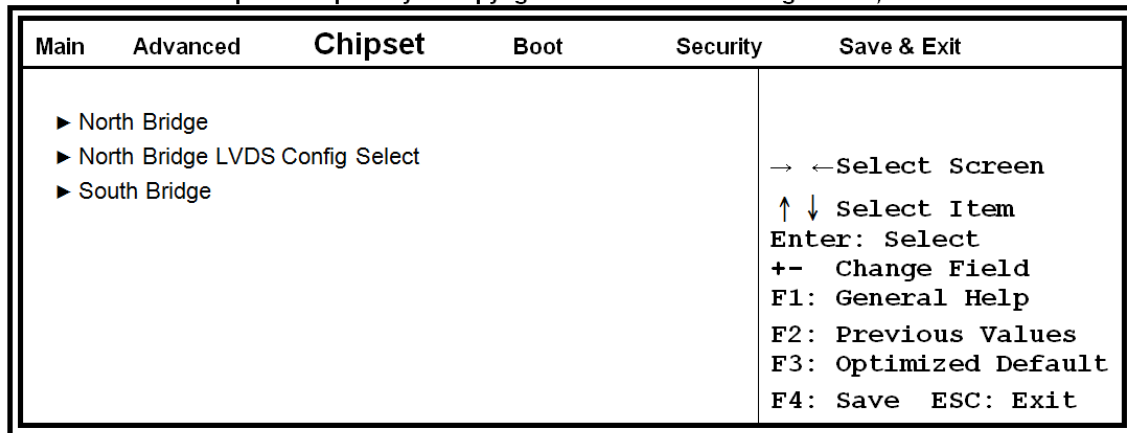 Main Advanced Chipset Boot Security Save & Exit
► North Bridge
► North Bridge LVDS Config Select
► South Bridge
→ ←Select Screen
↑↓ Select Item
Enter: Select
+- Change Field
F1: General Help
F2: Previous Values
F3: Optimized Default
F4: Save ESC: Exit